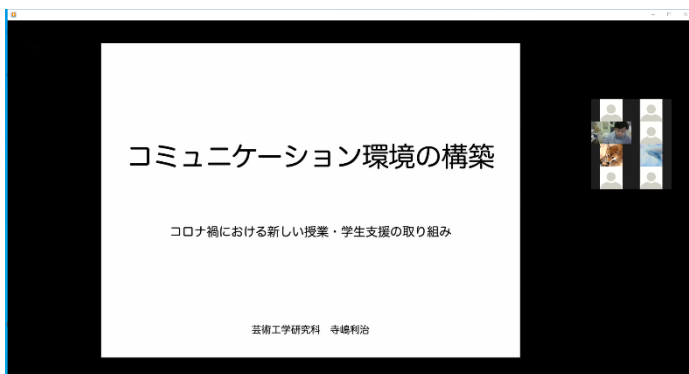 コミュニケーション環境の構築
コロナ禍における新しい授業・学生支援の取り組み
芸術工学研究科　寺嶋利治